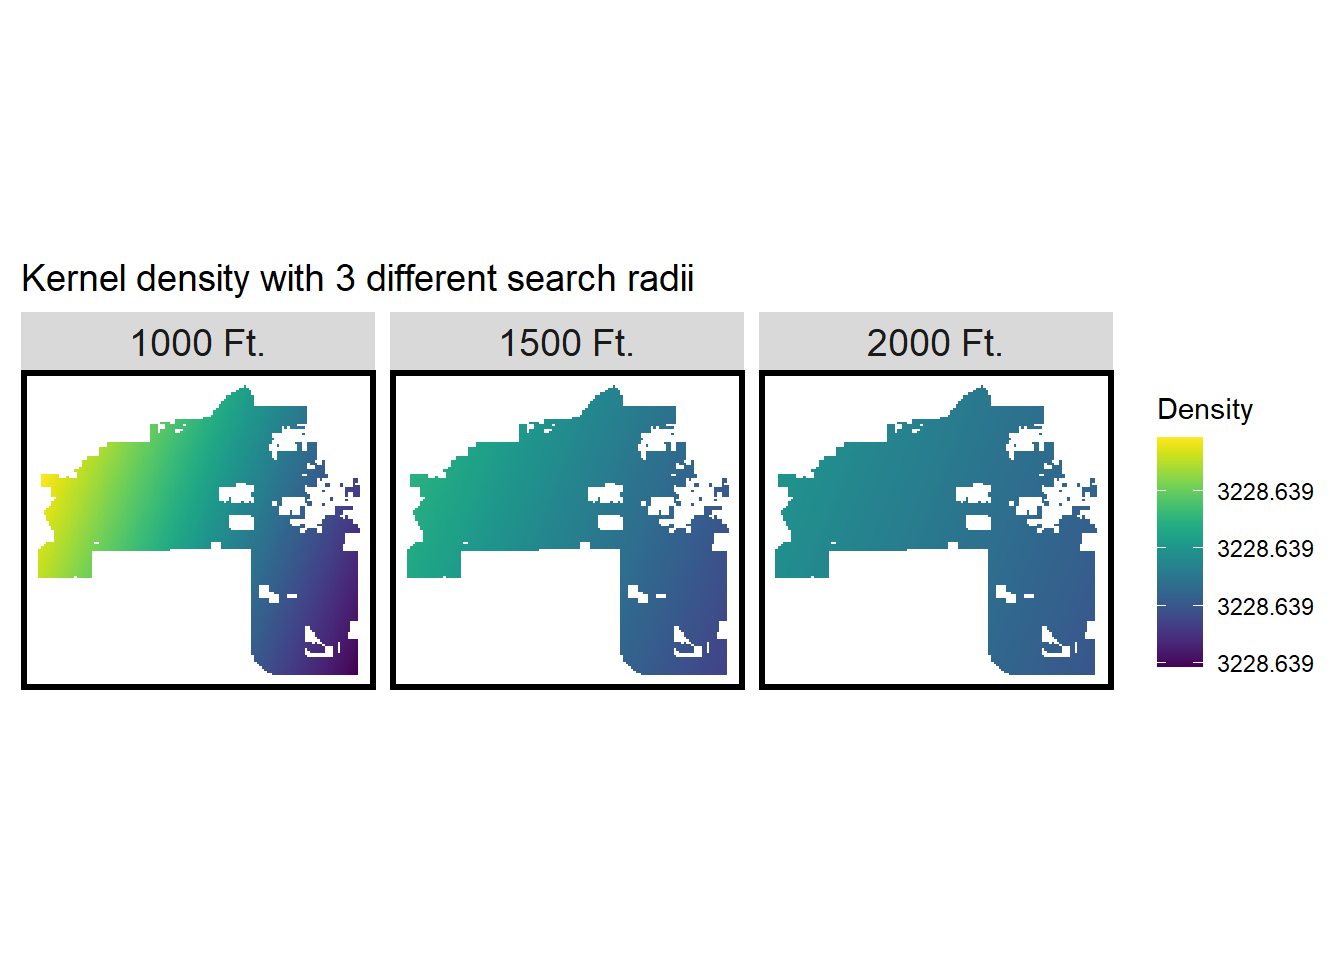 Kernel density with 3 different search radii
1000 Ft.
1500 Ft.
2000 Ft.
Density
3228.639
3228.639
3228.639
3228.639